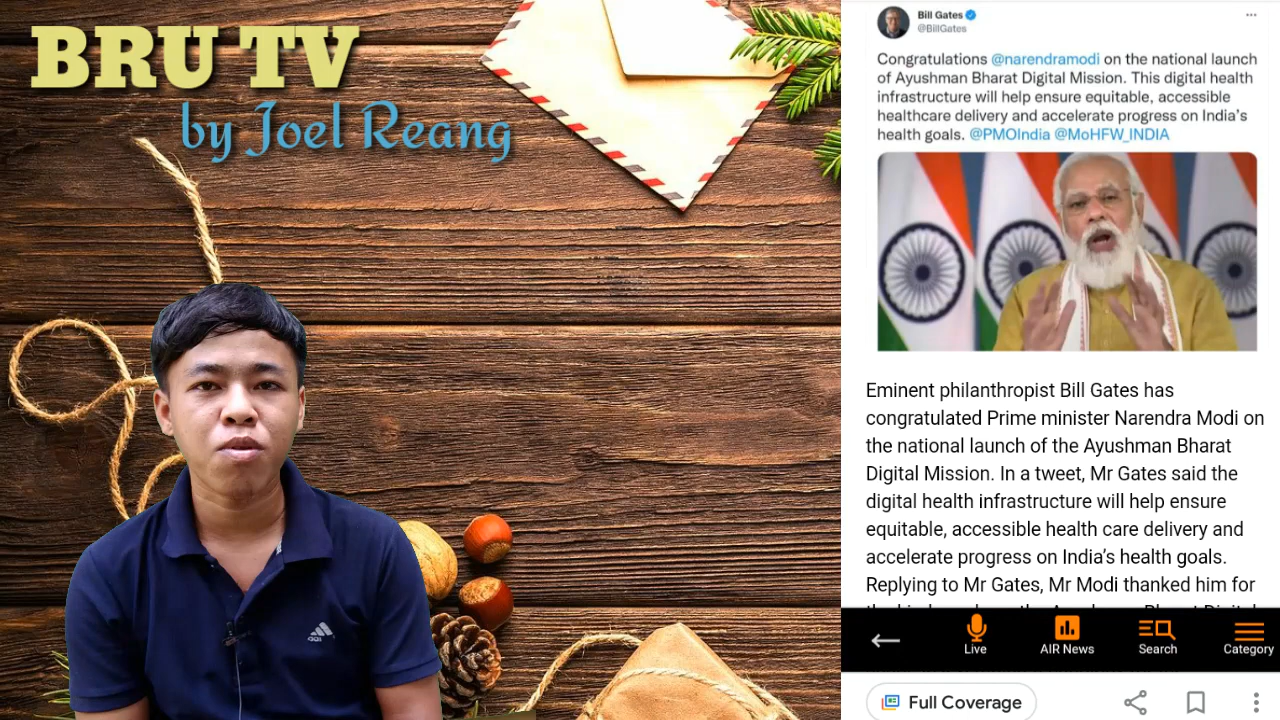 BRU TV
by Joel Reang
Bill Gates
@BillGates
Congratulations @narendramodi on the national launch
of Ayushman Bharat Digital Mission. This digital health
infrastructure will help ensure equitable, accessible
healthcare delivery and accelerate progress on India's
health goals. @PMOIndia @MoHFW_INDIA
Eminent philanthropist Bill Gates has
congratulated Prime minister Narendra Modi on
the national launch of the Ayushman Bharat
Digital Mission. In a tweet, Mr Gates said the
digital health infrastructure will help ensure
equitable, accessible health care delivery and
accelerate progress on India's health goals.
Replying to Mr Gates, Mr Modi thanked him for
Live
AIR News
Search
Category
Full Coverage